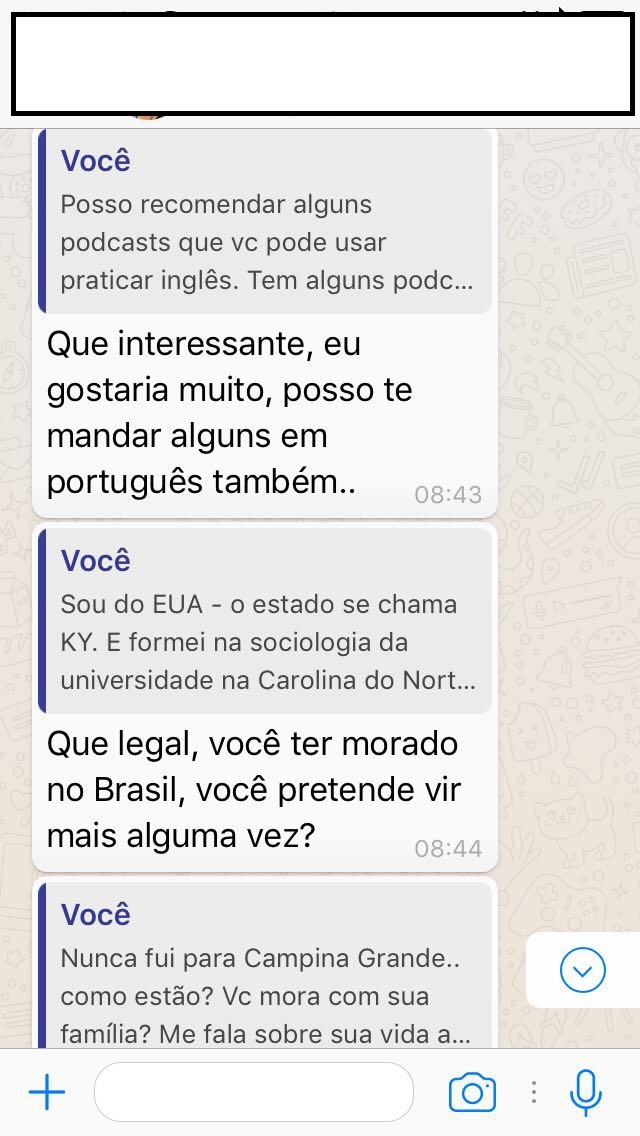 Você
Posso recomendar alguns
podcasts que vc pode usar
praticar inglês. Tem alguns podc...
Que interessante, eu
gostaria muito, posso te
mandar alguns em
português também..
08:43
Você
Sou do EUA - o estado se chama
KY. E formei na sociologia da
universidade na Carolina do Nort...
Que legal, você ter morado
no Brasil, você pretende vir
mais alguma vez?
08:44
Você
Nunca fui para Campina Grande..
como estão? Vc mora com sua
família? Me fala sobre sua vida a...